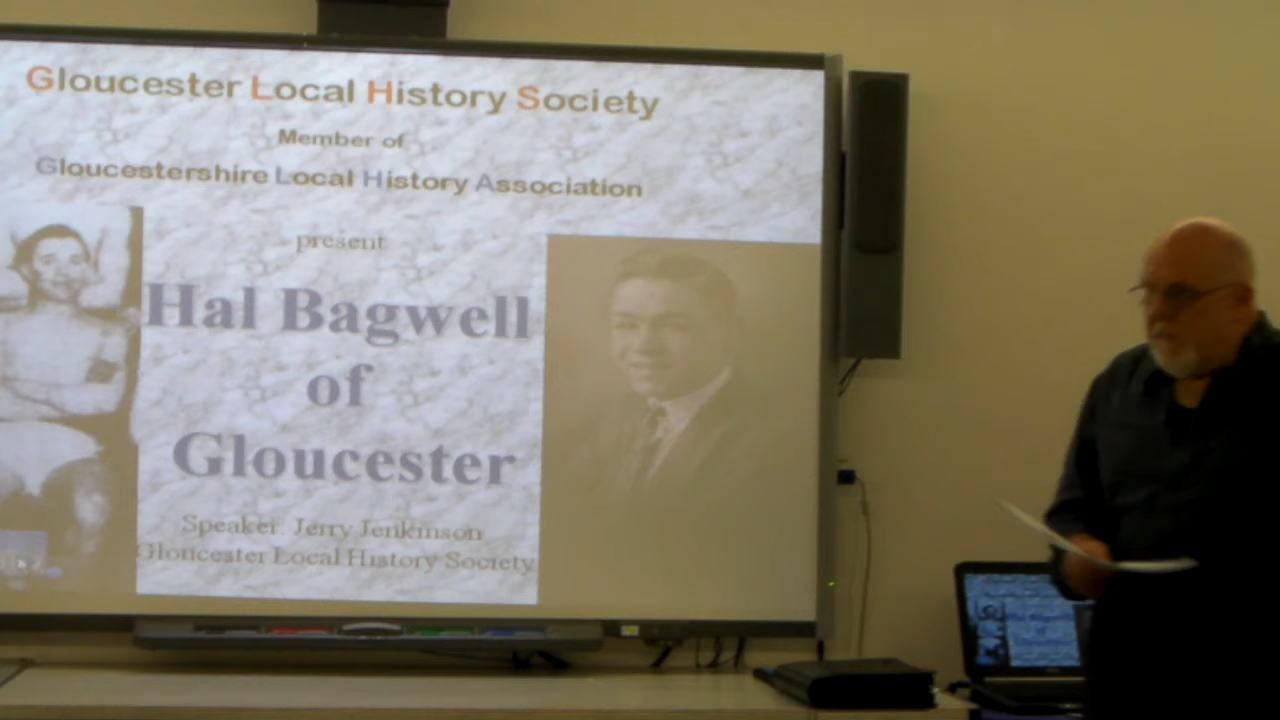 Gloucester Local History Society
Member of
Gloucestershire Local History Association
present
Hal Bagwell
of
Gloucester
Speaker: Jerry Jenkinson
Gloucester Local History Society